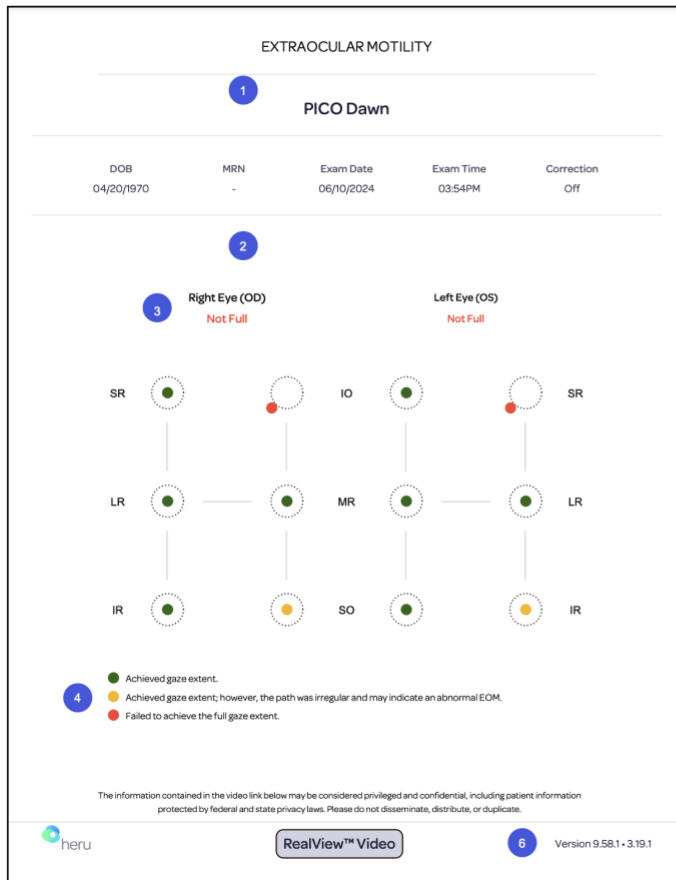 EXTRAOCULAR MOTILITY
1
PICO Dawn
DOB MRN Exam Date Exam Time Correction
04/20/1970 - 06/10/2024 03:54PM Off
2
3
Right Eye (OD) Left Eye (OS)
Not Full Not Full
SR IO SR
LR MR LR
IR SO IR
4
Achieved gaze extent.
Achieved gaze extent; however, the path was irregular and may indicate an abnormal EOM.
Failed to achieve the full gaze extent.
The information contained in the video link below may be considered privileged and confidential, including patient information
protected by federal and state privacy laws. Please do not disseminate, distribute, or duplicate.
heru RealView™ Video 6 Version 9.58.1 • 3.19.1